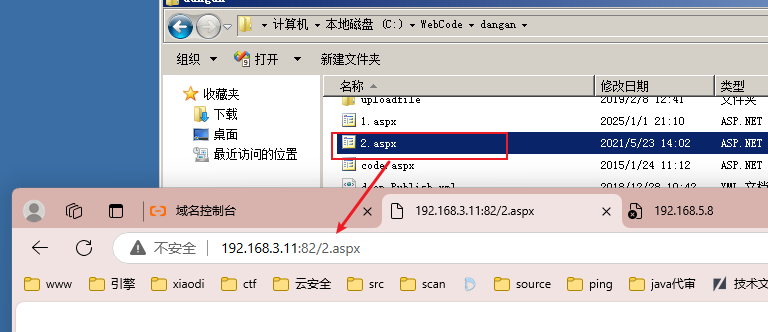 计算机 本地磁盘 (C:) WebCode dangan
组织 打开 新建文件夹
名称 修改日期 类型
收藏夹 uploadfile 2019/2/8 12:41 文件夹
下载 1.aspx 2025/1/1 21:10 ASP.NET
桌面 2.aspx 2021/5/23 14:02 ASP.NET
最近访问的位置 code.aspx 2015/1/24 11:12 ASP.NET
2018/12/28 10:42 XML 文档
域名控制台 192.168.3.11:82/2.aspx 192.168.5.8
不安全 192.168.3.11:82/2.aspx
www 引擎 xiaodi ctf 云安全 src scan source ping java代审 技术文